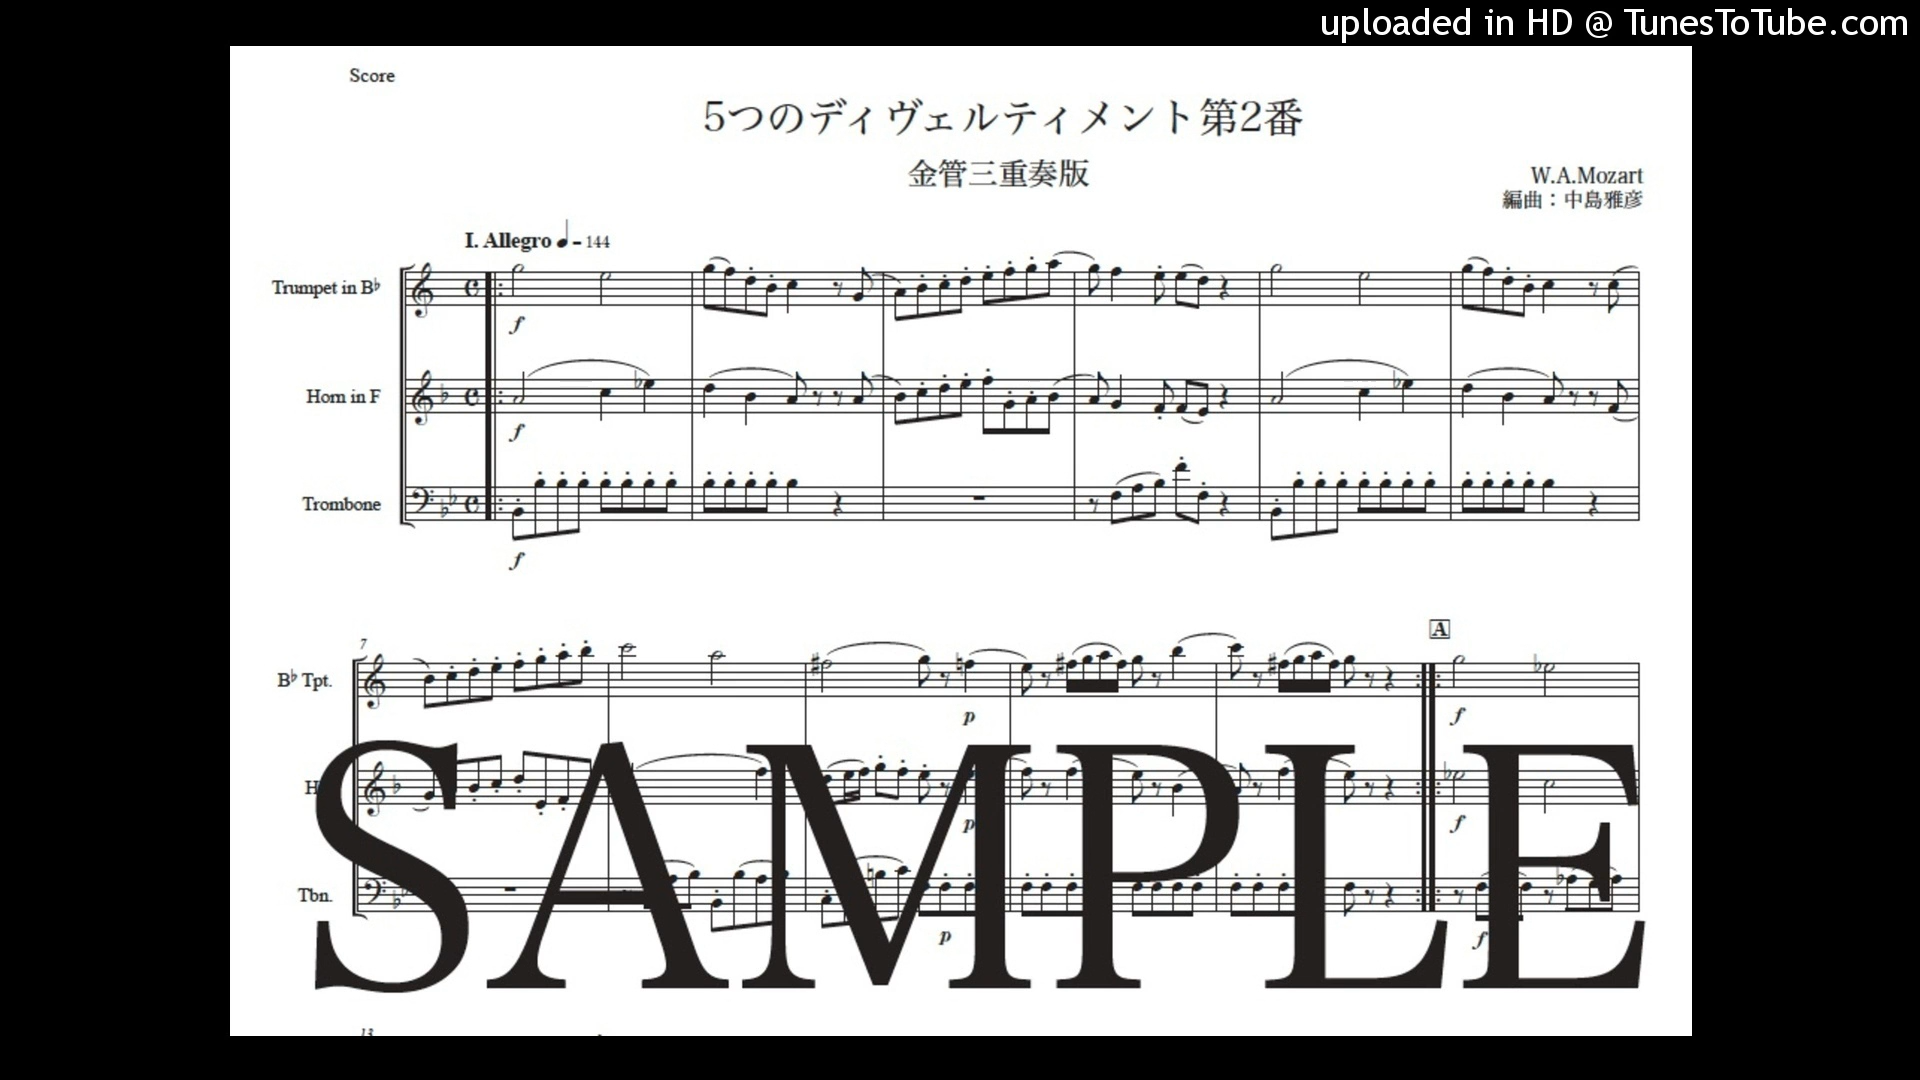 uploaded in HD @ TunesToTube.com
Score
5つのディヴェルティメント第2番
金管三重奏版
W.A.Mozart
編曲：中島雅彦
I. Allegro ♩= 144
Trumpet in B♭
f
Horn in F
f
Trombone
f
7
A
B♭ Tpt.
p
f
H
p
f
Tbn.
p
f
SAMPLE
13